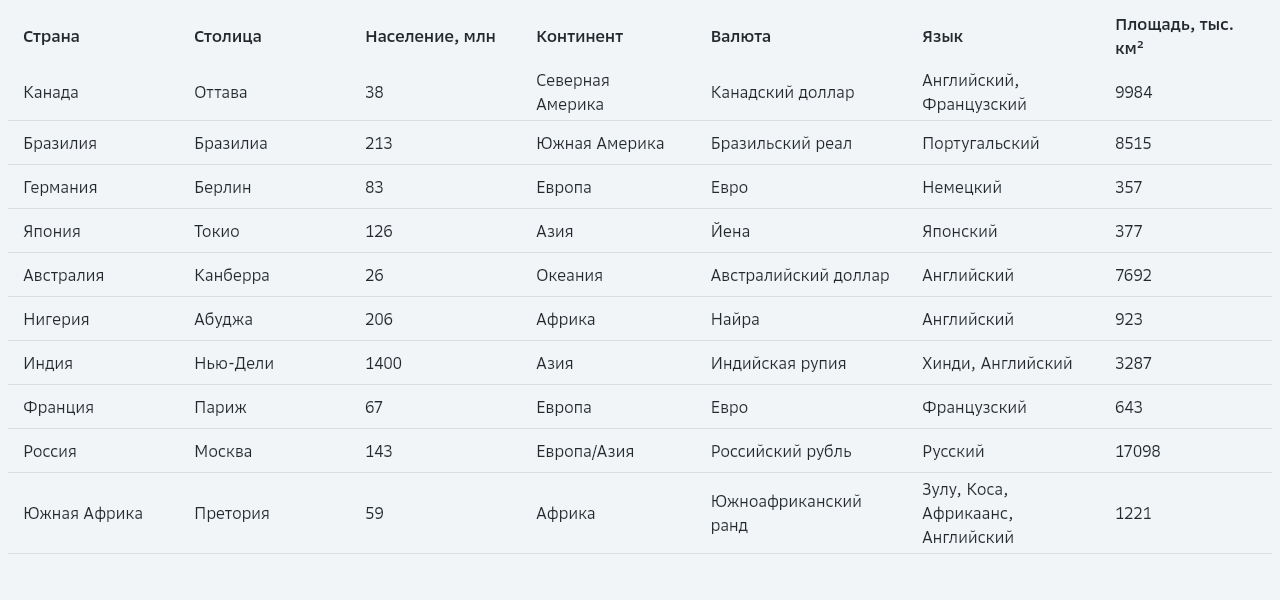 Страна Столица Население, млн Континент Валюта Язык Площадь, тыс.
км²
Канада Оттава 38 Северная
Америка Канадский доллар Английский,
Французский 9984
Бразилия Бразилиа 213 Южная Америка Бразильский реал Португальский 8515
Германия Берлин 83 Европа Евро Немецкий 357
Япония Токио 126 Азия Йена Японский 377
Австралия Канберра 26 Океания Австралийский доллар Английский 7692
Нигерия Абуджа 206 Африка Найра Английский 923
Индия Нью-Дели 1400 Азия Индийская рупия Хинди, Английский 3287
Франция Париж 67 Европа Евро Французский 643
Россия Москва 143 Европа/Азия Российский рубль Русский 17098
Южная Африка Претория 59 Африка Южноафриканский
ранд Зулу, Коса,
Африкаанс,
Английский 1221